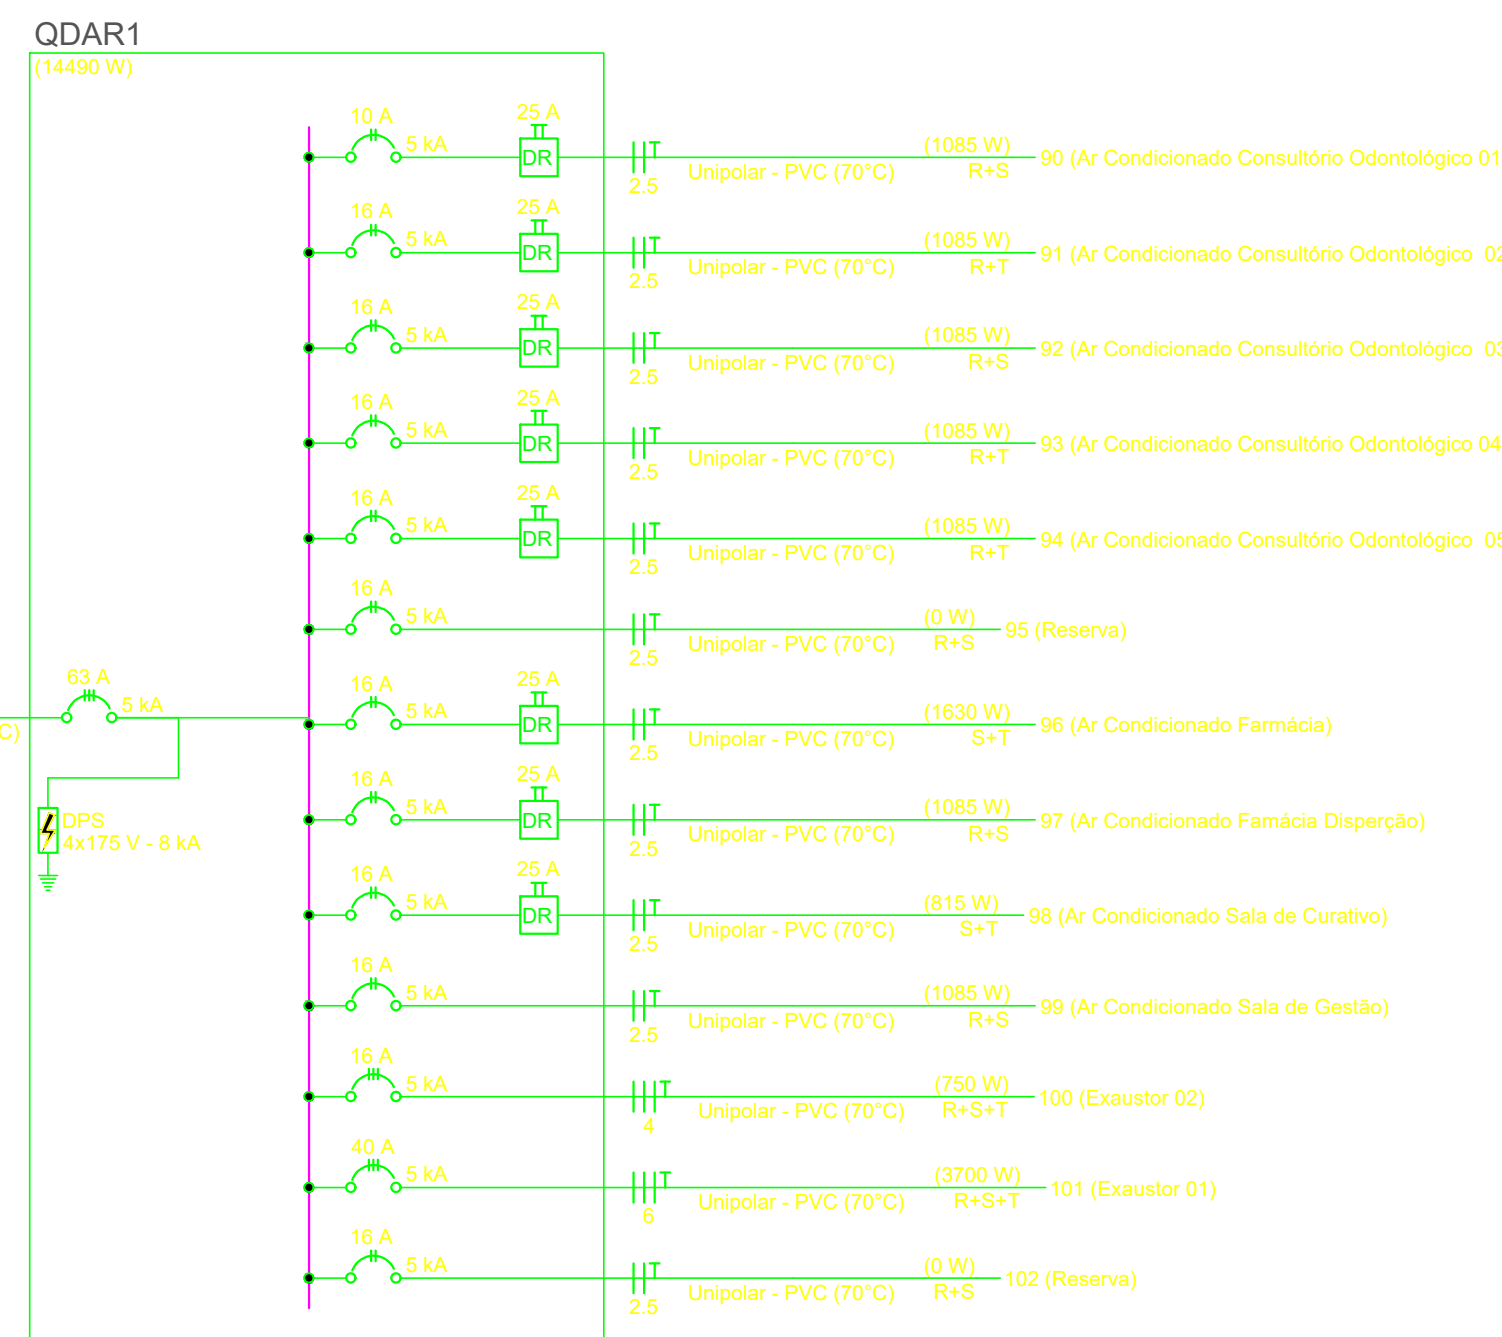 QDAR1
(14490 W)
10 A
5 kA
25 A
DR
2.5
Unipolar - PVC (70°C)
(1085 W)
R+S
90 (Ar Condicionado Consultório Odontológico 01
16 A
5 kA
25 A
DR
2.5
Unipolar - PVC (70°C)
(1085 W)
R+T
91 (Ar Condicionado Consultório Odontológico 02
16 A
5 kA
25 A
DR
2.5
Unipolar - PVC (70°C)
(1085 W)
R+S
92 (Ar Condicionado Consultório Odontológico 03
16 A
5 kA
25 A
DR
2.5
Unipolar - PVC (70°C)
(1085 W)
R+T
93 (Ar Condicionado Consultório Odontológico 04
16 A
5 kA
25 A
DR
2.5
Unipolar - PVC (70°C)
(1085 W)
R+T
94 (Ar Condicionado Consultório Odontológico 05
16 A
5 kA
2.5
Unipolar - PVC (70°C)
(0 W)
R+S
95 (Reserva)
63 A
5 kA
C)
DPS
4x175 V - 8 kA
16 A
5 kA
25 A
DR
2.5
Unipolar - PVC (70°C)
(1630 W)
S+T
96 (Ar Condicionado Farmácia)
16 A
5 kA
25 A
DR
2.5
Unipolar - PVC (70°C)
(1085 W)
R+S
97 (Ar Condicionado Famácia Disperção)
16 A
5 kA
25 A
DR
2.5
Unipolar - PVC (70°C)
(815 W)
S+T
98 (Ar Condicionado Sala de Curativo)
16 A
5 kA
2.5
Unipolar - PVC (70°C)
(1085 W)
R+S
99 (Ar Condicionado Sala de Gestão)
16 A
5 kA
4
Unipolar - PVC (70°C)
(750 W)
R+S+T
100 (Exaustor 02)
40 A
5 kA
6
Unipolar - PVC (70°C)
(3700 W)
R+S+T
101 (Exaustor 01)
16 A
5 kA
2.5
Unipolar - PVC (70°C)
(0 W)
R+S
102 (Reserva)